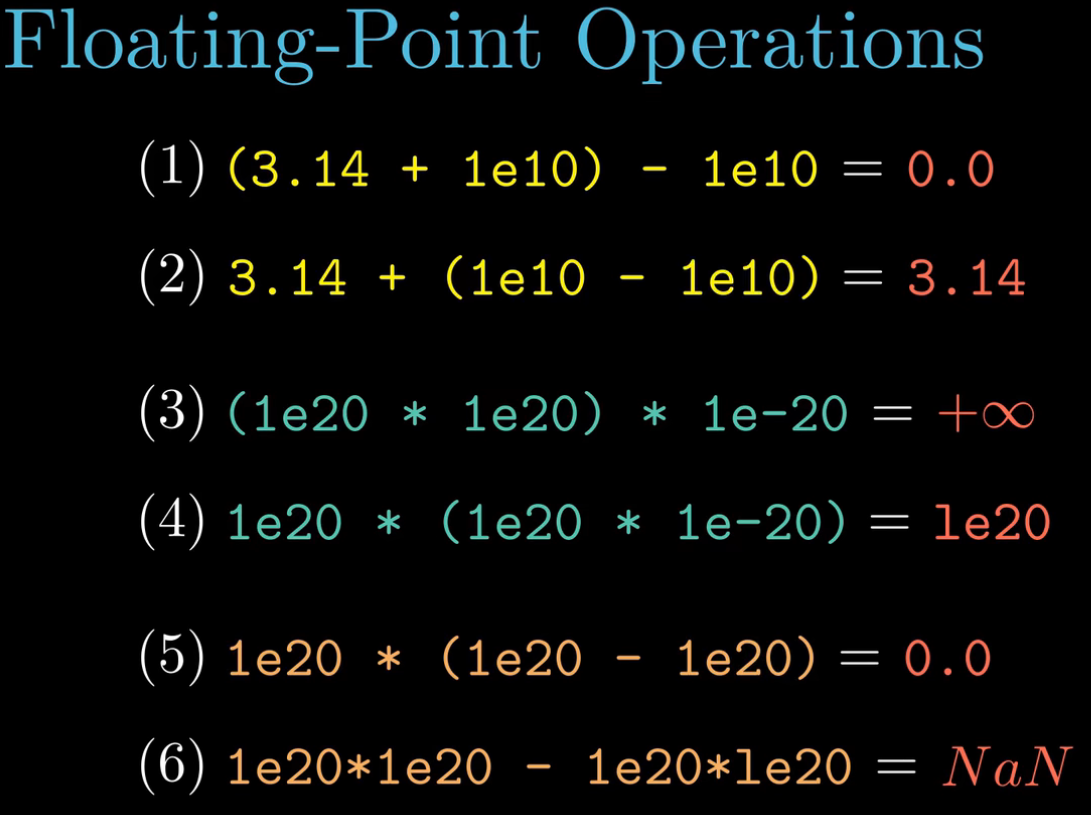 Floating-Point Operations
(1) (3.14 + 1e10) - 1e10 = 0.0
(2) 3.14 + (1e10 - 1e10) = 3.14
(3) (1e20 * 1e20) * 1e-20 = +∞
(4) 1e20 * (1e20 * 1e-20) = 1e20
(5) 1e20 * (1e20 - 1e20) = 0.0
(6) 1e20*1e20 - 1e20*1e20 = NaN